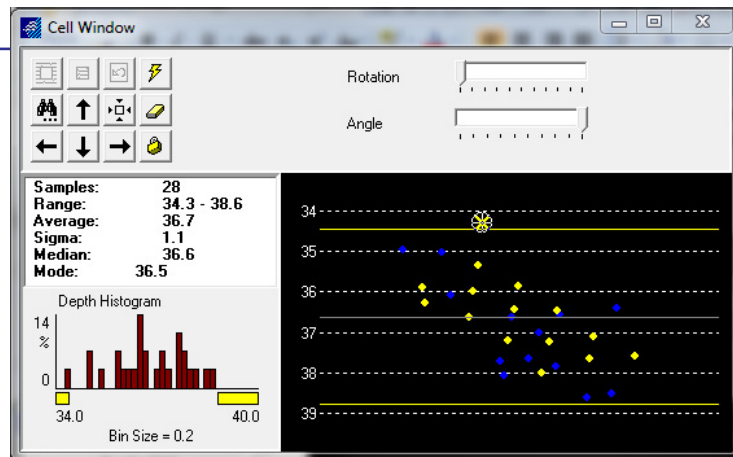 Cell Window
Rotation
Angle
Samples: 28
Range: 34.3 - 38.6
Average: 36.7
Sigma: 1.1
Median: 36.6
Mode: 36.5
Depth Histogram
14
%
0
34.0 40.0
Bin Size = 0.2
34
35
36
37
38
39